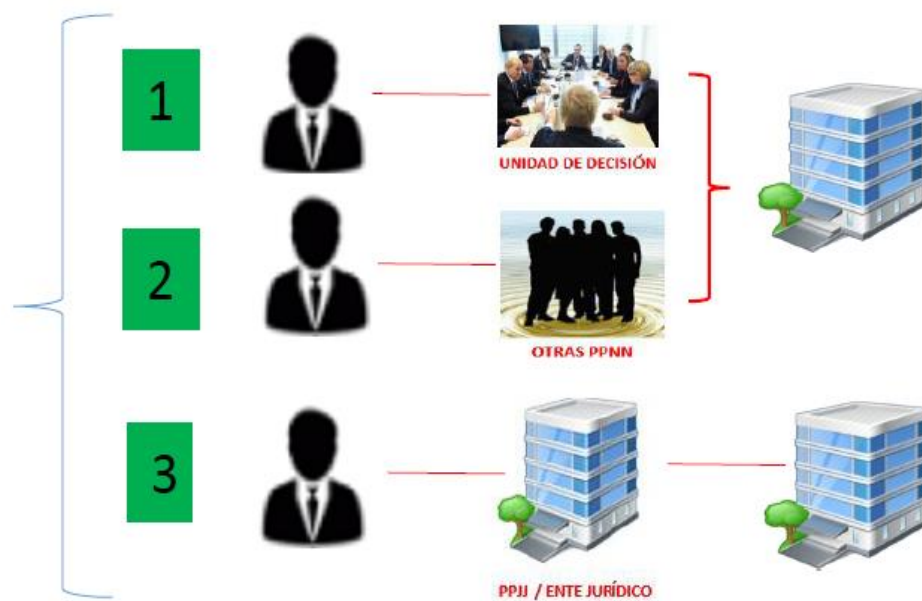 1
UNIDAD DE DECISIÓN
2
OTRAS PPNN
3
PPJJ / ENTE JURÍDICO